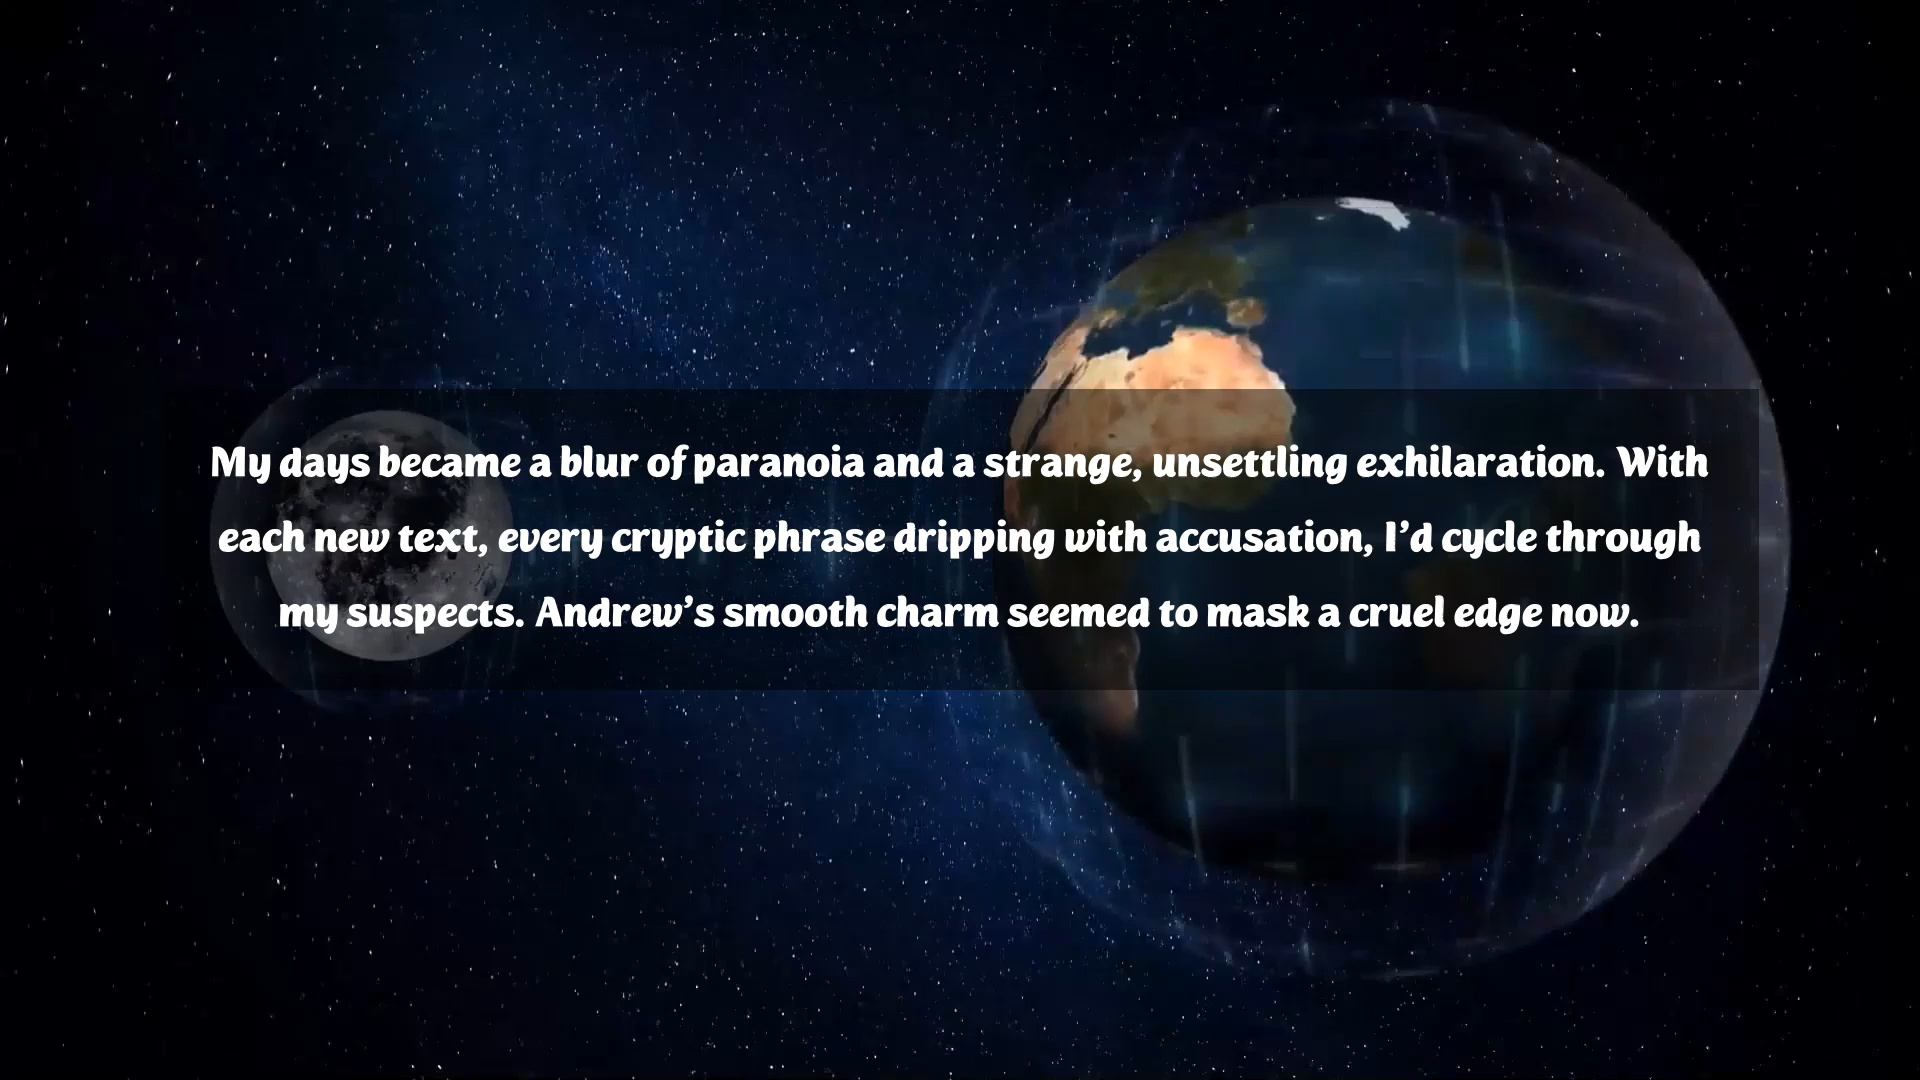 My days became a blur of paranoia and a strange, unsettling exhilaration. With
each new text, every cryptic phrase dripping with accusation, I’d cycle through
my suspects. Andrew’s smooth charm seemed to mask a cruel edge now.